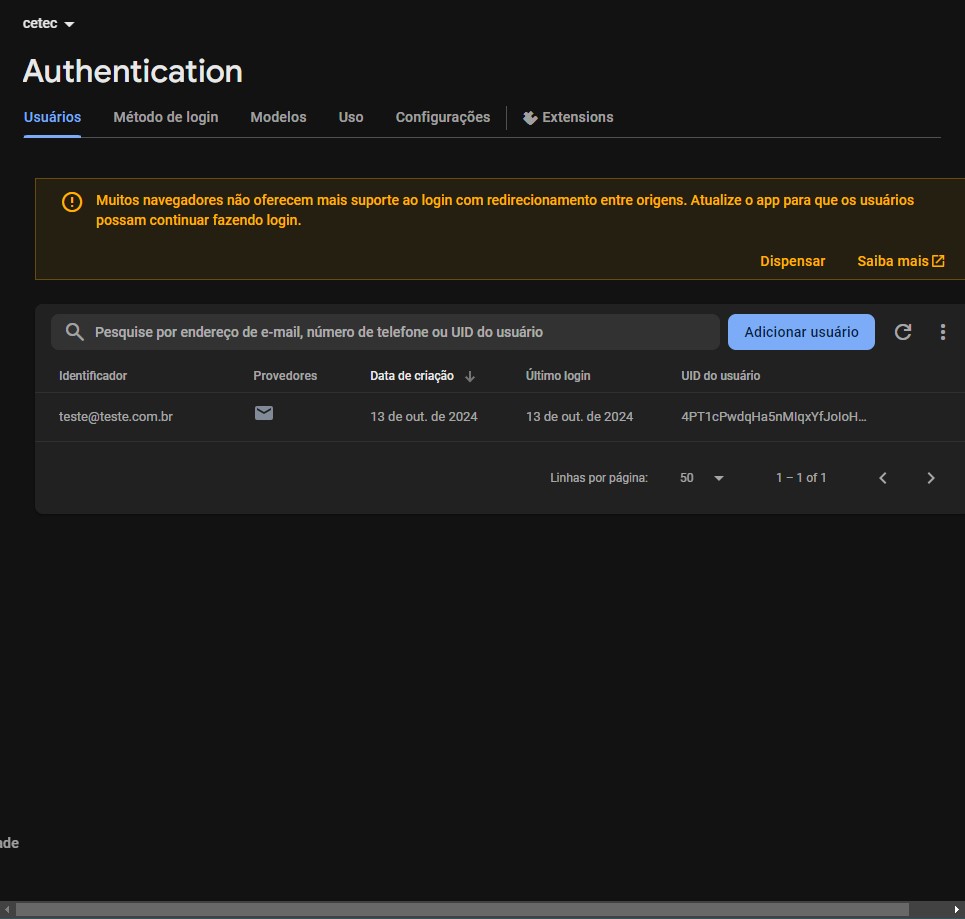 cetec
Authentication
Usuários Método de login Modelos Uso Configurações Extensions
Muitos navegadores não oferecem mais suporte ao login com redirecionamento entre origens. Atualize o app para que os usuários
possam continuar fazendo login.
Dispensar Saiba mais
Pesquise por endereço de e-mail, número de telefone ou UID do usuário Adicionar usuário
Identificador Provedores Data de criação Último login UID do usuário
teste@teste.com.br 13 de out. de 2024 13 de out. de 2024 4PT1cPwdqHa5nMIqxYfJoIoH...
Linhas por página: 50 1 – 1 of 1